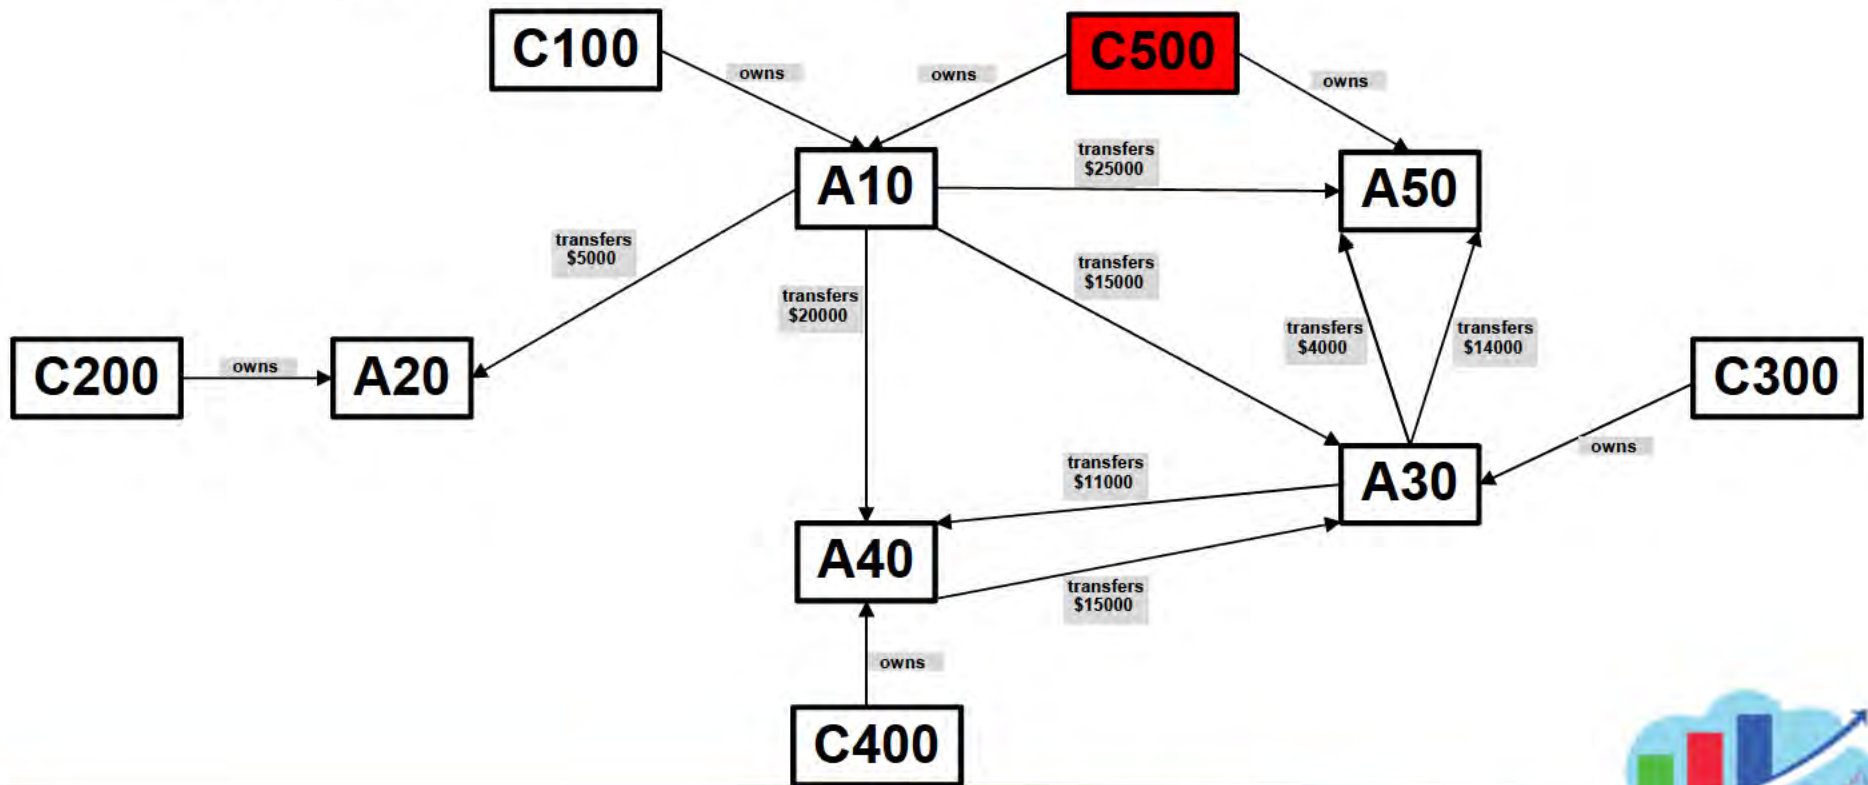 C100
C500
owns
owns
owns
A10
A50
transfers
$25000
transfers
$5000
transfers
$20000
transfers
$15000
transfers
$4000
transfers
$14000
C200
owns
A20
C300
owns
A30
transfers
$11000
A40
transfers
$15000
owns
C400